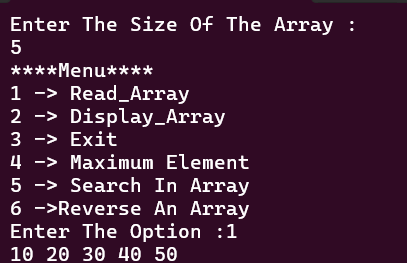 Enter The Size Of The Array :
5
****Menu****
1 -> Read_Array
2 -> Display_Array
3 -> Exit
4 -> Maximum Element
5 -> Search In Array
6 ->Reverse An Array
Enter The Option :1
10 20 30 40 50